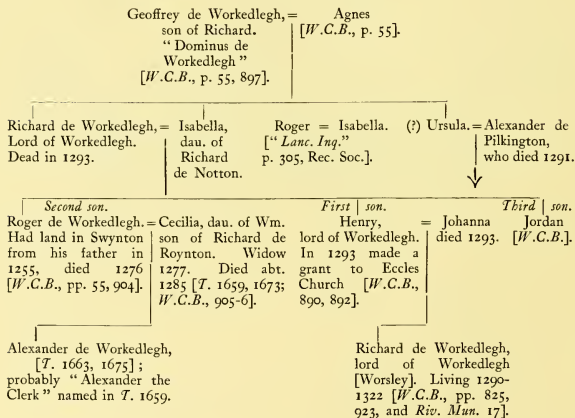 Geoffrey de Workedlegh, = Agnes
son of Richard. [W.C.B., p. 55].
“Dominus de
Workedlegh”
[W.C.B., p. 55, 897].
Richard de Workedlegh, = Isabella,
Lord of Workedlegh. dau. of
Dead in 1293. Richard
de Notton.
Roger = Isabella.
[“Lanc. Inq.”
p. 305, Rec. Soc.].
(?) Ursula. = Alexander de
Pilkington,
who died 1291.
Second son.
Roger de Workedlegh. = Cecilia, dau. of Wm.
Had land in Swynton son of Richard de
from his father in Roynton. Widow
1255, died 1276 1277. Died abt.
[W.C.B., pp. 55, 904]. 1285 [T. 1659, 1673;
W.C.B., 905-6].
First son.
Henry, = Johanna
lord of Workedlegh. died 1293.
In 1293 made a
grant to Eccles
Church [W.C.B.,
890, 892].
Third son.
Jordan
[W.C.B.].
Alexander de Workedlegh,
[T. 1663, 1675];
probably “Alexander the
Clerk” named in T. 1659.
Richard de Workedlegh,
lord of Workedlegh
[Worsley]. Living 1290-
1322 [W.C.B., pp. 825,
923, and Riv. Mun. 17].